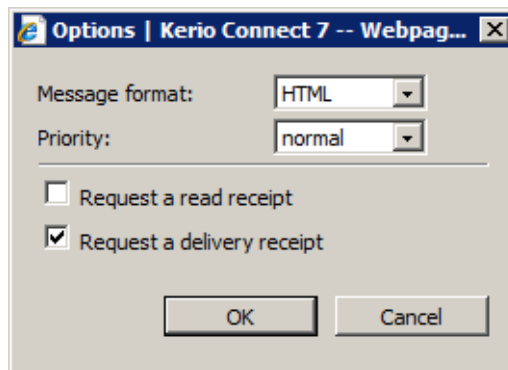 Options | Kerio Connect 7 -- Webpag...
Message format: HTML
Priority: normal
Request a read receipt
Request a delivery receipt
OK Cancel